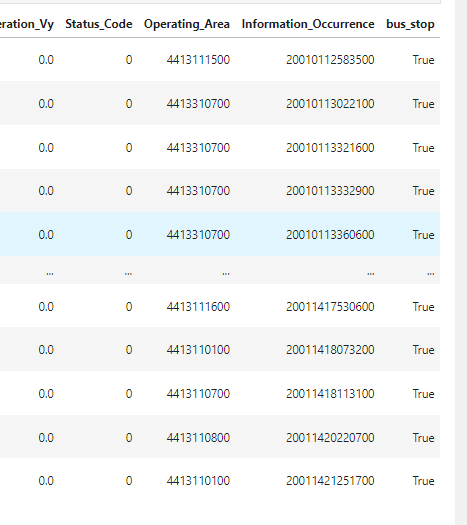 eration_Vy Status_Code Operating_Area Information_Occurrence bus_stop
0.0 0 4413111500 20010112583500 True
0.0 0 4413310700 20010113022100 True
0.0 0 4413310700 20010113321600 True
0.0 0 4413310700 20010113332900 True
0.0 0 4413310700 20010113360600 True
... ... ... ... ...
0.0 0 4413111600 20011417530600 True
0.0 0 4413110100 20011418073200 True
0.0 0 4413110700 20011418113100 True
0.0 0 4413110800 20011420220700 True
0.0 0 4413110100 20011421251700 True